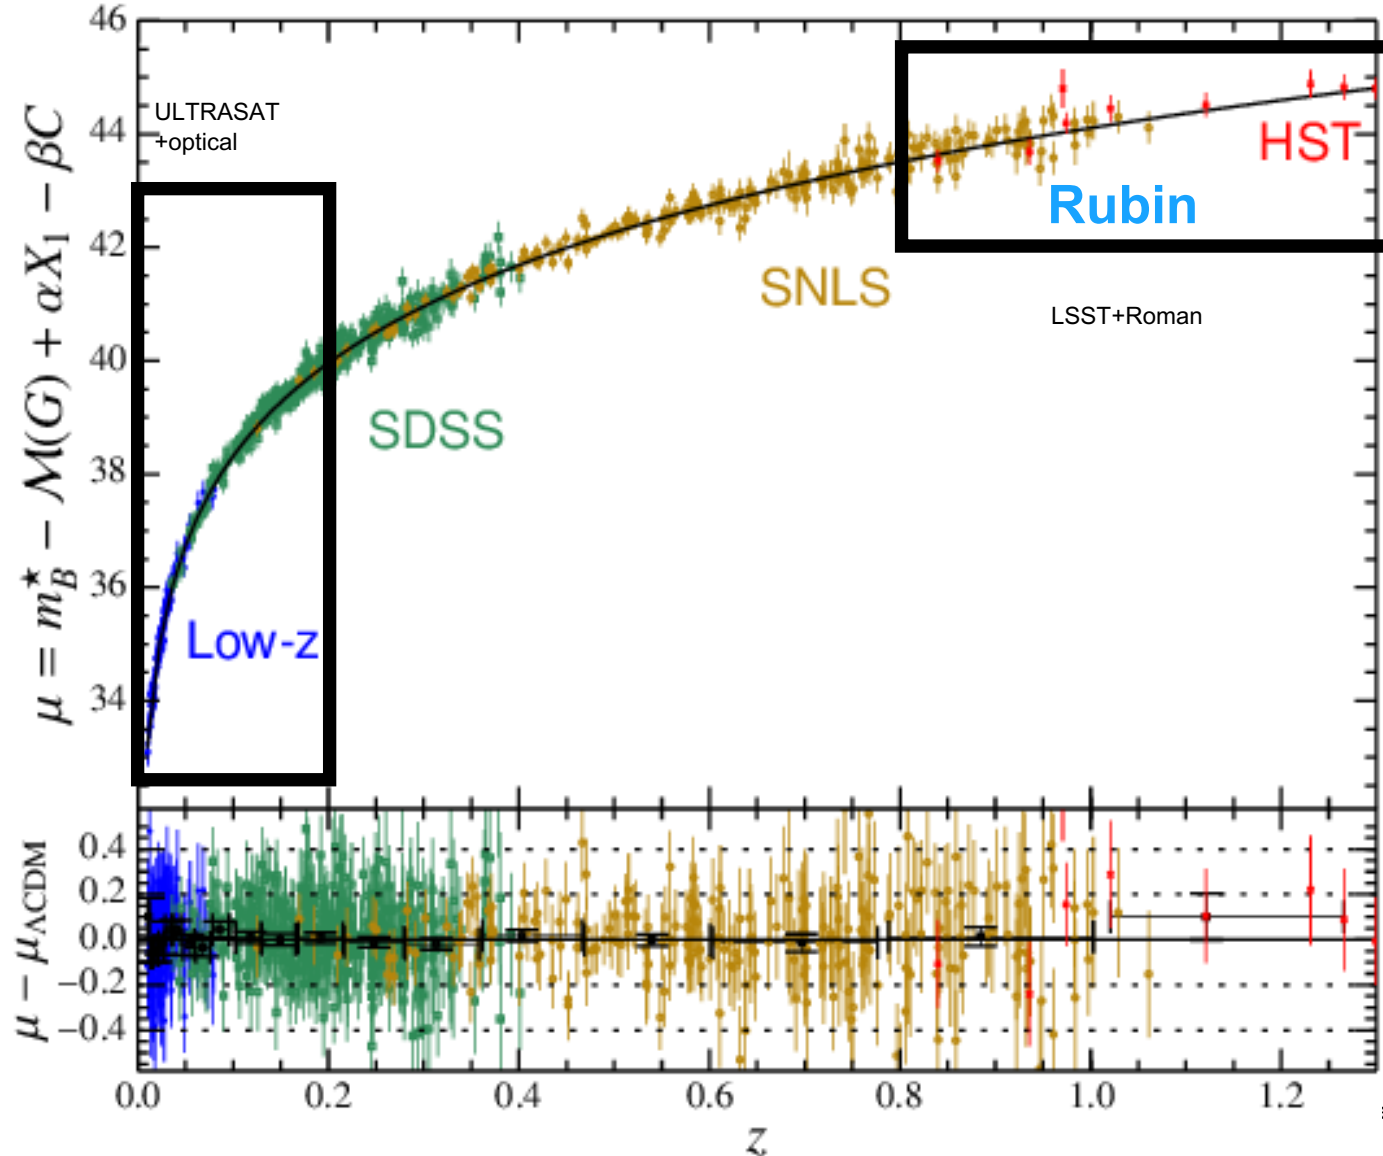 46
44
42
40
38
36
34
μ = m★B − M(G) + αX1 − βC
ULTRASAT
+optical
HST
Rubin
SNLS
LSST+Roman
SDSS
Low-z
0.4
0.2
0.0
−0.2
−0.4
μ − μΛCDM
0.0 0.2 0.4 0.6 0.8 1.0 1.2
z